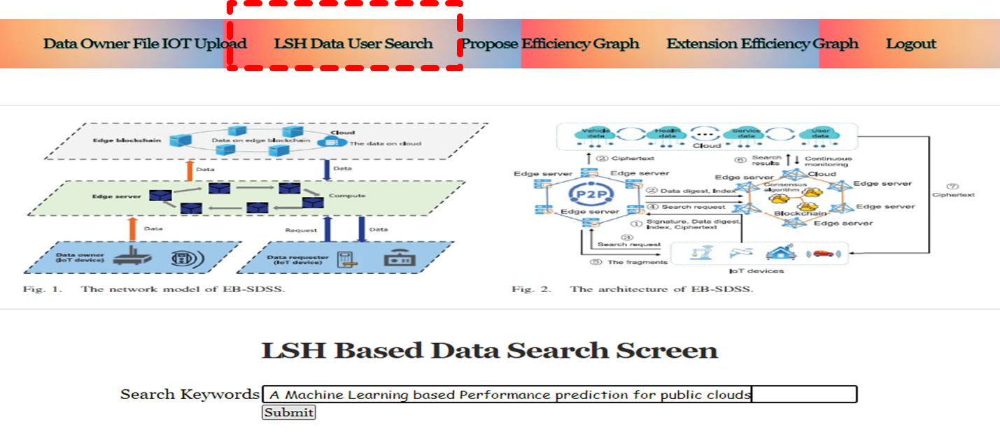 Data Owner File IOT Upload LSH Data User Search Propose Efficiency Graph Extension Efficiency Graph Logout
Edge blockchain
Data on edge blockchain
Cloud
The data on cloud
Data
Data
Edge server
Compute
Data
Request
Data
Data owner
(IoT device)
Data requester
(IoT device)
Fig. 1. The network model of EB-SDSS.
Vehicle
data
Health
data
...
Service
data
User
data
Cloud
② Ciphertext
⑥ Search
results
Continuous
monitoring
Edge server
Edge server
P2P
Edge server
② Data digest, Index
④ Search request
① Signature, Data digest,
Index, Ciphertext
Edge server
Cloud
Edge server
Consensus
algorithm
Blockchain
Edge server
Edge server
⑦
Ciphertext
③
Search request
⑤ The fragments
IoT devices
Fig. 2. The architecture of EB-SDSS.
LSH Based Data Search Screen
Search Keywords A Machine Learning based Performance prediction for public clouds
Submit